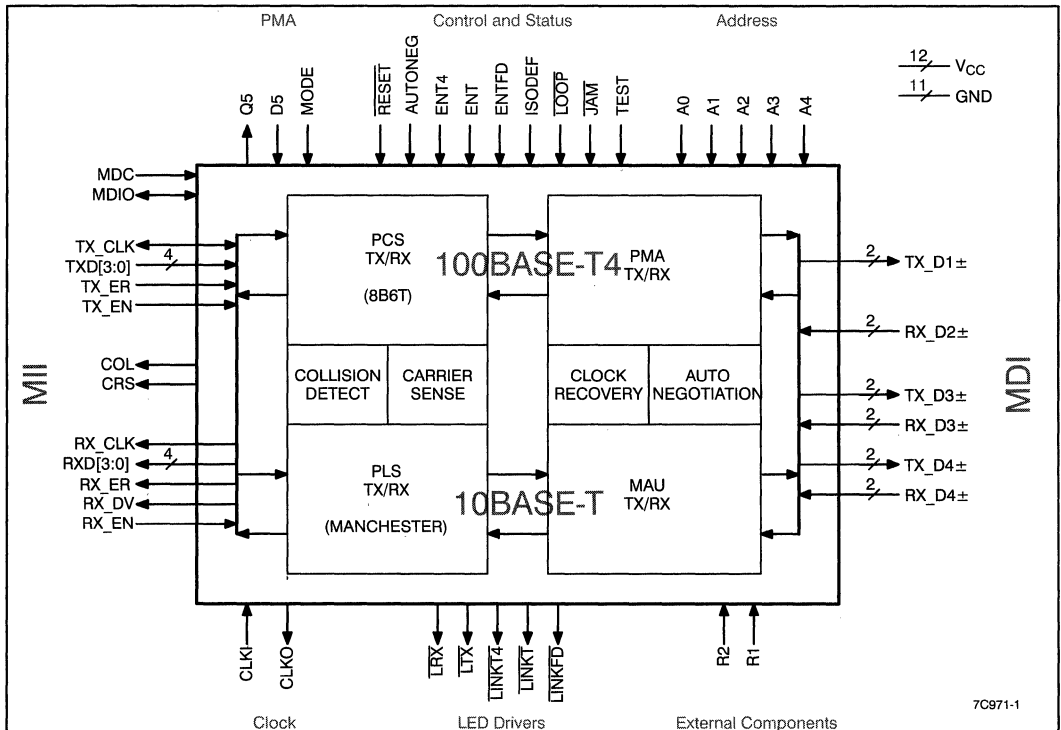 PMA
Control and Status
Address
Q5
D5
MODE
RESET
AUTONEG
ENT4
ENT
ENTFD
ISODEF
LOOP
JAM
TEST
A0
A1
A2
A3
A4
12 VCC
11 GND
MDC
MDIO
TX_CLK
TXD[3:0] 4
TX_ER
TX_EN
COL
CRS
RX_CLK
RXD[3:0] 4
RX_ER
RX_DV
RX_EN
MII
PCS
TX/RX
(8B6T)
100BASE-T4
PMA
TX/RX
COLLISION
DETECT
CARRIER
SENSE
CLOCK
RECOVERY
AUTO
NEGOTIATION
PLS
TX/RX
(MANCHESTER)
10BASE-T
MAU
TX/RX
2 TX_D1±
2 RX_D2±
2 TX_D3±
2 RX_D3±
2 TX_D4±
2 RX_D4±
MDI
CLKI
CLKO
LRX
LTX
LINKT4
LINKT
LINKFD
R2
R1
Clock
LED Drivers
External Components
7C971-1